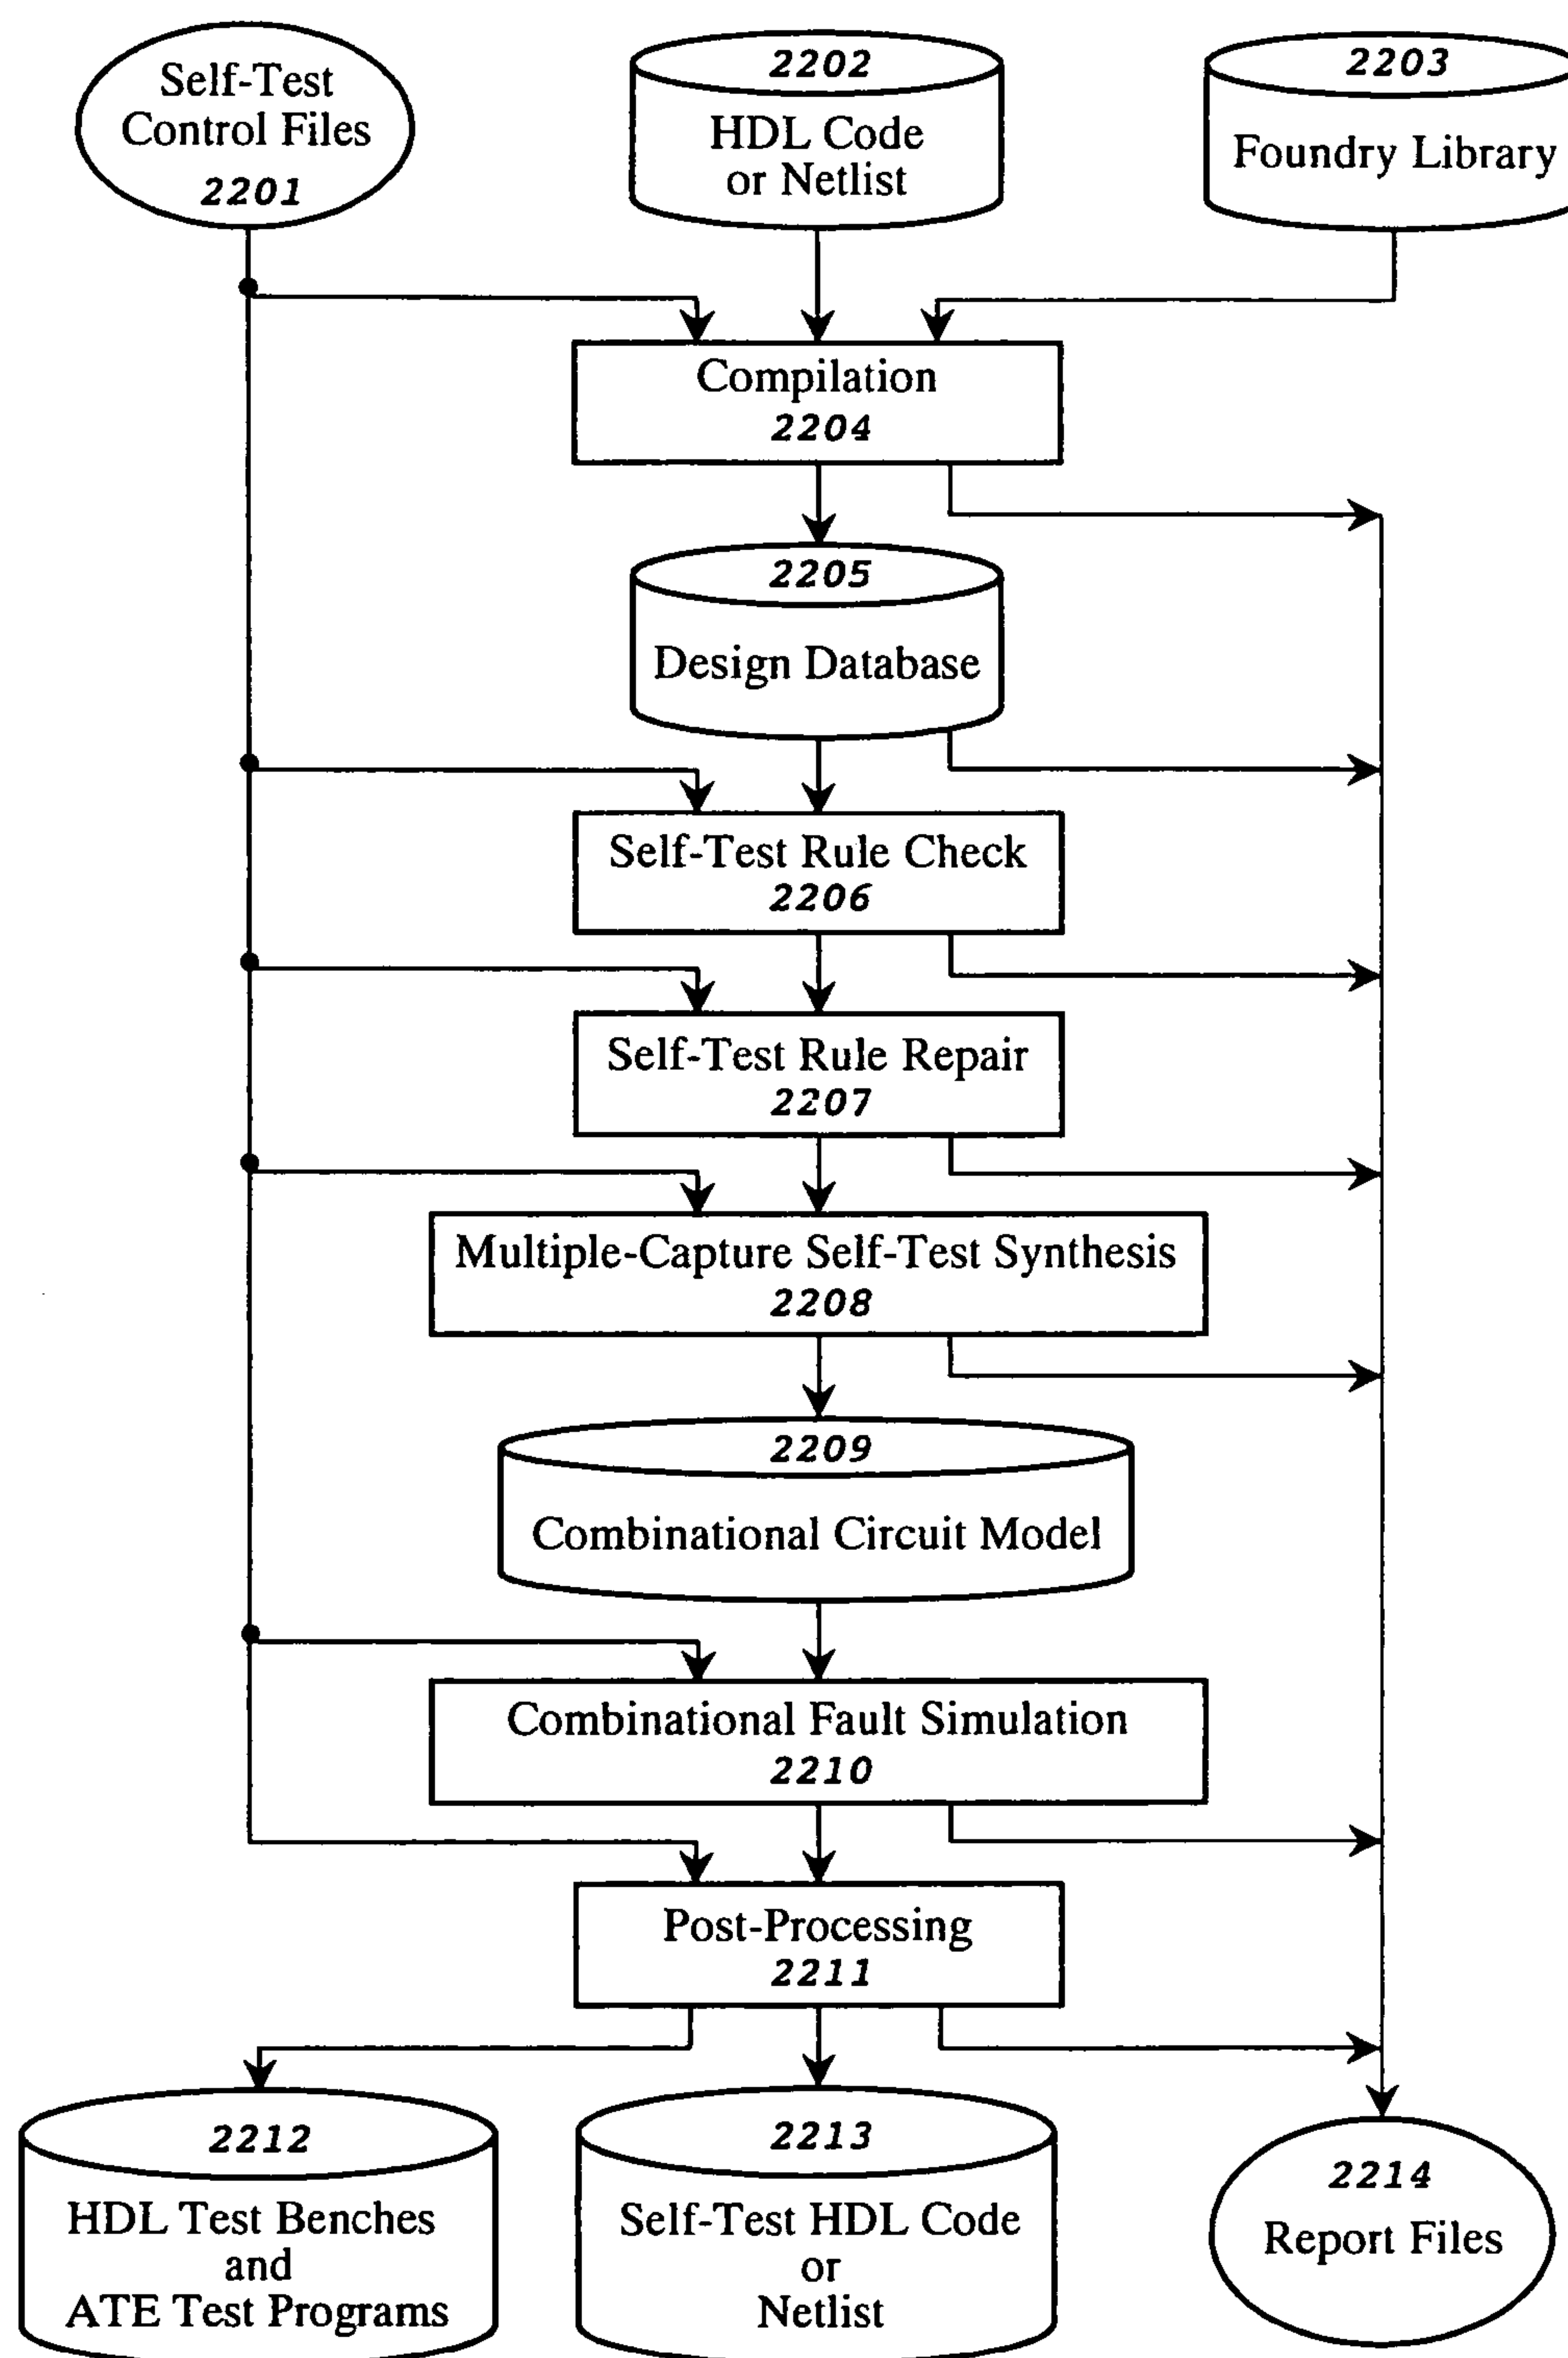 Self-Test
Control Files
2201
2202
HDL Code
or Netlist
2203
Foundry Library
Compilation
2204
2205
Design Database
Self-Test Rule Check
2206
Self-Test Rule Repair
2207
Multiple-Capture Self-Test Synthesis
2208
2209
Combinational Circuit Model
Combinational Fault Simulation
2210
Post-Processing
2211
2212
HDL Test Benches
and
ATE Test Programs
2213
Self-Test HDL Code
or
Netlist
2214
Report Files